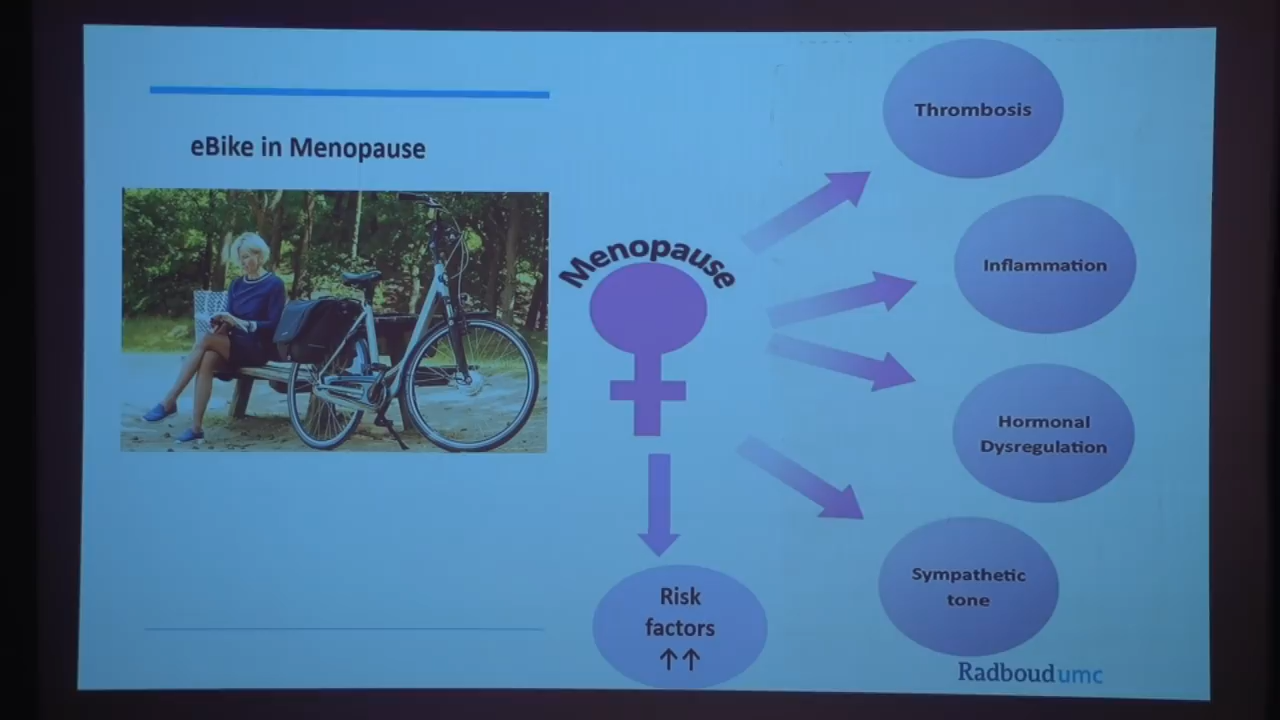 eBike in Menopause
Menopause
Thrombosis
Inflammation
Hormonal
Dysregulation
Sympathetic
tone
Risk
factors
↑↑
Radboudumc